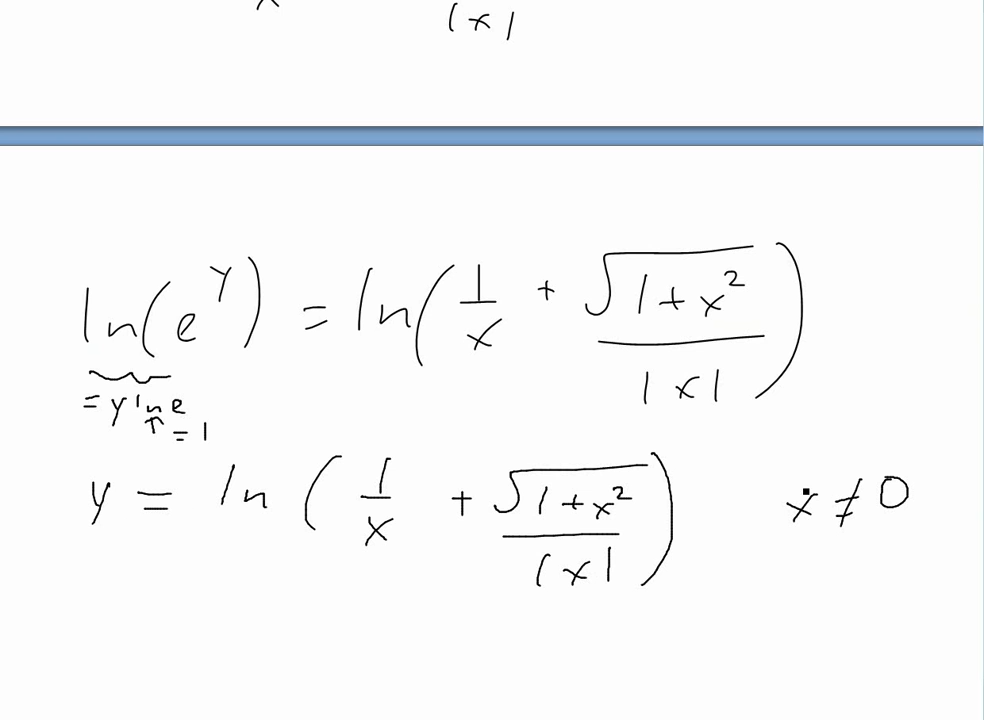 x |x|
ln(e^y) = ln(1/x + √(1+x²)/|x|)
= y ln e
↑ = 1
y = ln(1/x + √(1+x²)/|x|) x ≠ 0